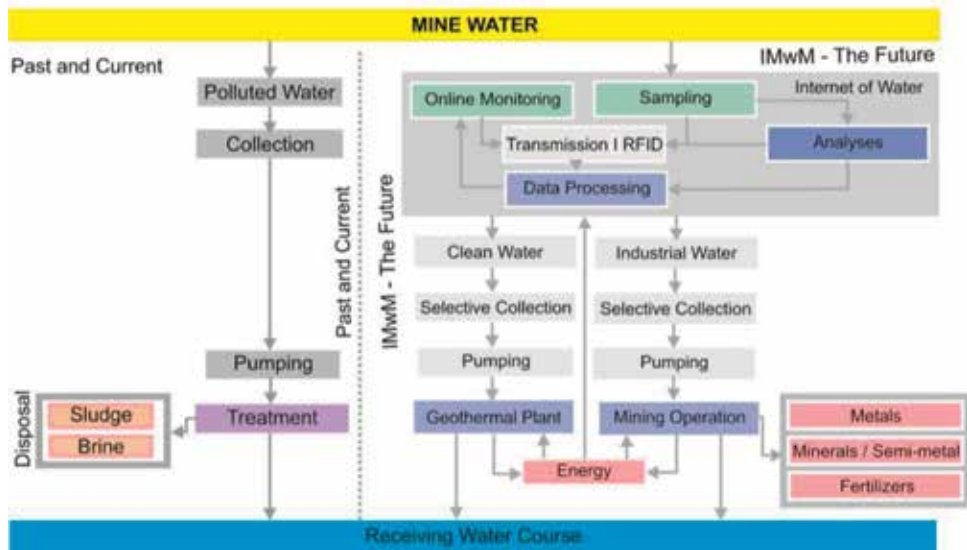 MINE WATER
Past and Current
IMwM - The Future
Polluted Water
Collection
Pumping
Treatment
Disposal
Sludge
Brine
Past and Current
IMwM - The Future
Internet of Water
Online Monitoring
Sampling
Transmission I RFID
Analyses
Data Processing
Clean Water
Industrial Water
Selective Collection
Selective Collection
Pumping
Pumping
Geothermal Plant
Mining Operation
Energy
Metals
Minerals / Semi-metal
Fertilizers
Receiving Water Course